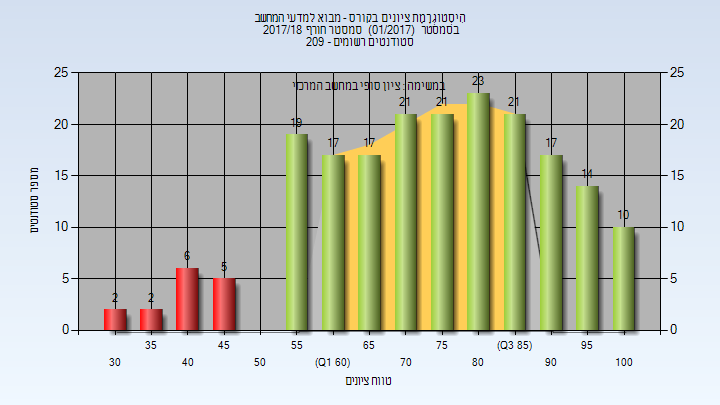 היסטוגרמת ציונים בקורס - מבוא למדעי המחשב
בסמסטר (01/2017) סמסטר חורף 2017/18
סטודנטים רשומים - 209
במשימה : ציון סופי במחשב המרכזי
25 25
20 20
15 15
10 10
5 5
0 0
מספר סטודנטים
2 2 6 5 19 17 17 21 21 23 21 17 14 10
35 45 55 65 75 (Q3 85) 95
30 40 50 (Q1 60) 70 80 90 100
טווח ציונים